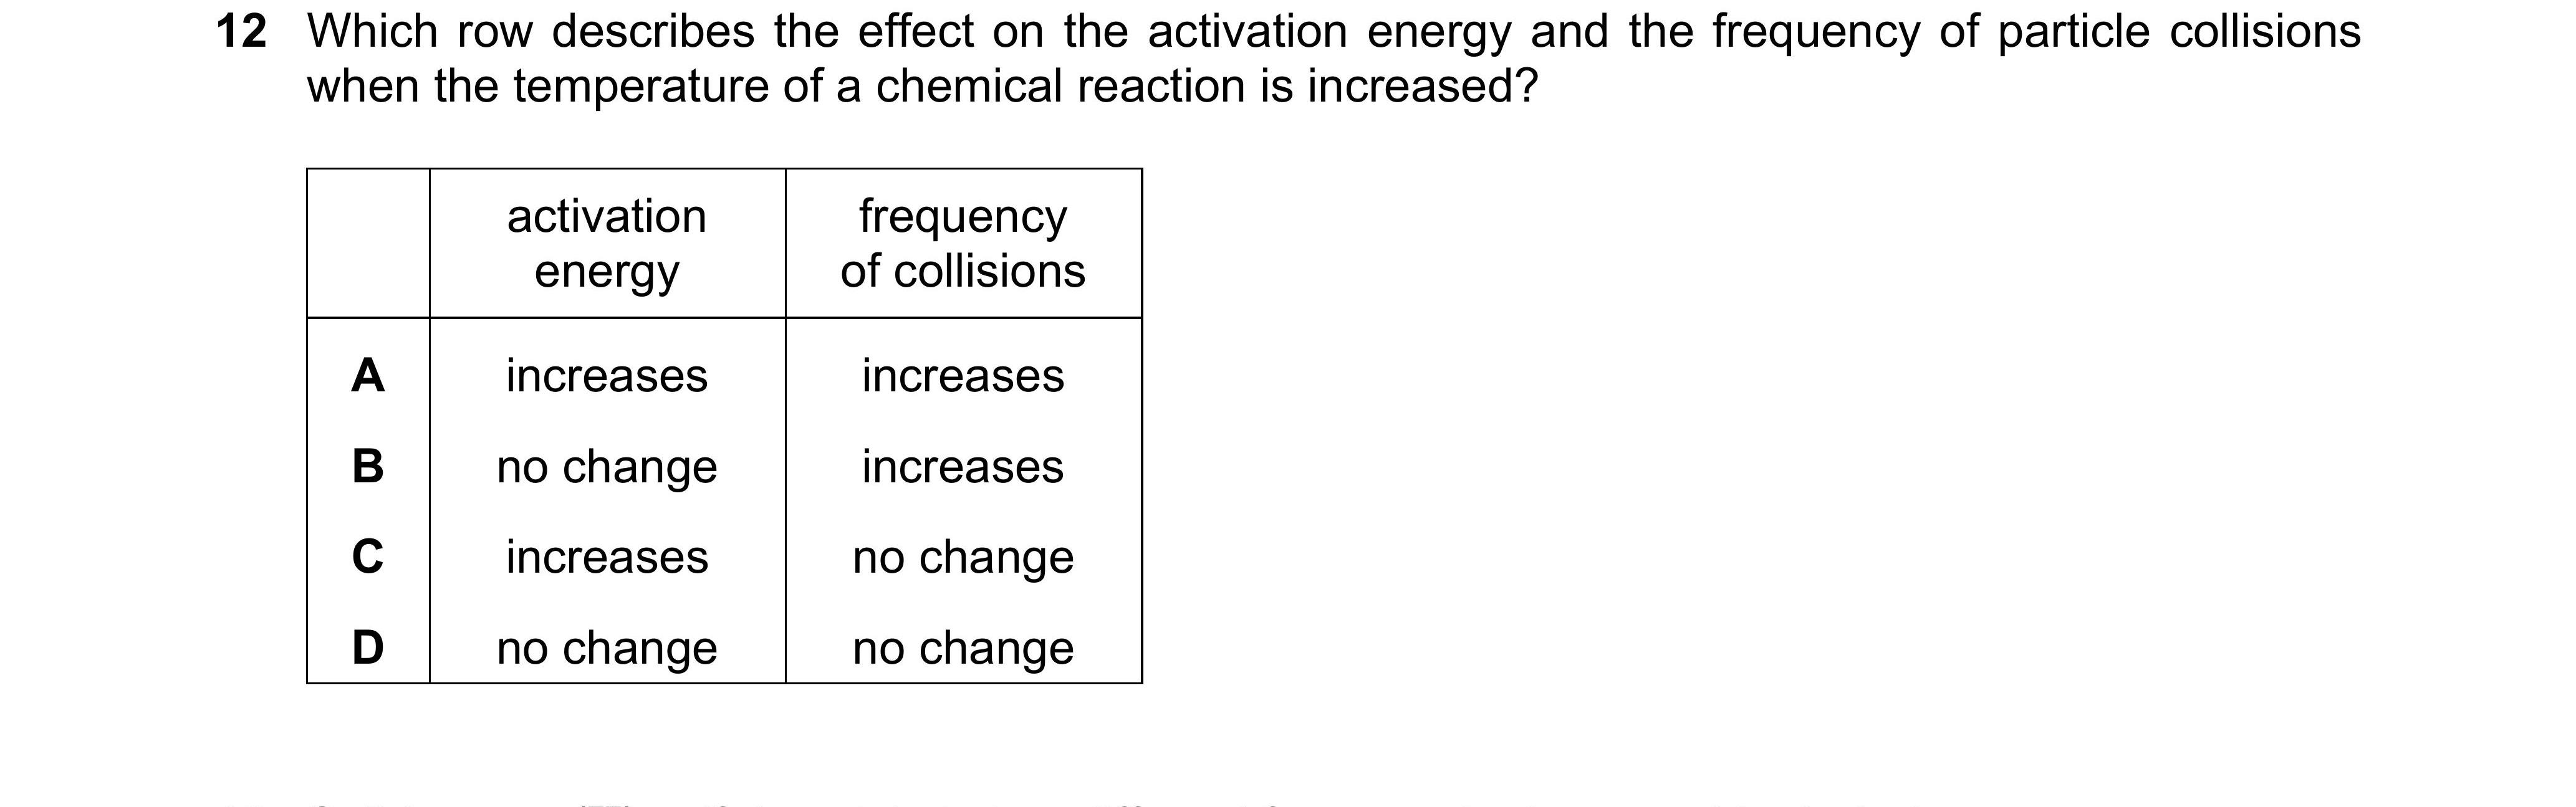 12 Which row describes the effect on the activation energy and the frequency of particle collisions
when the temperature of a chemical reaction is increased?
activation energy | frequency of collisions
A increases increases
B no change increases
C increases no change
D no change no change